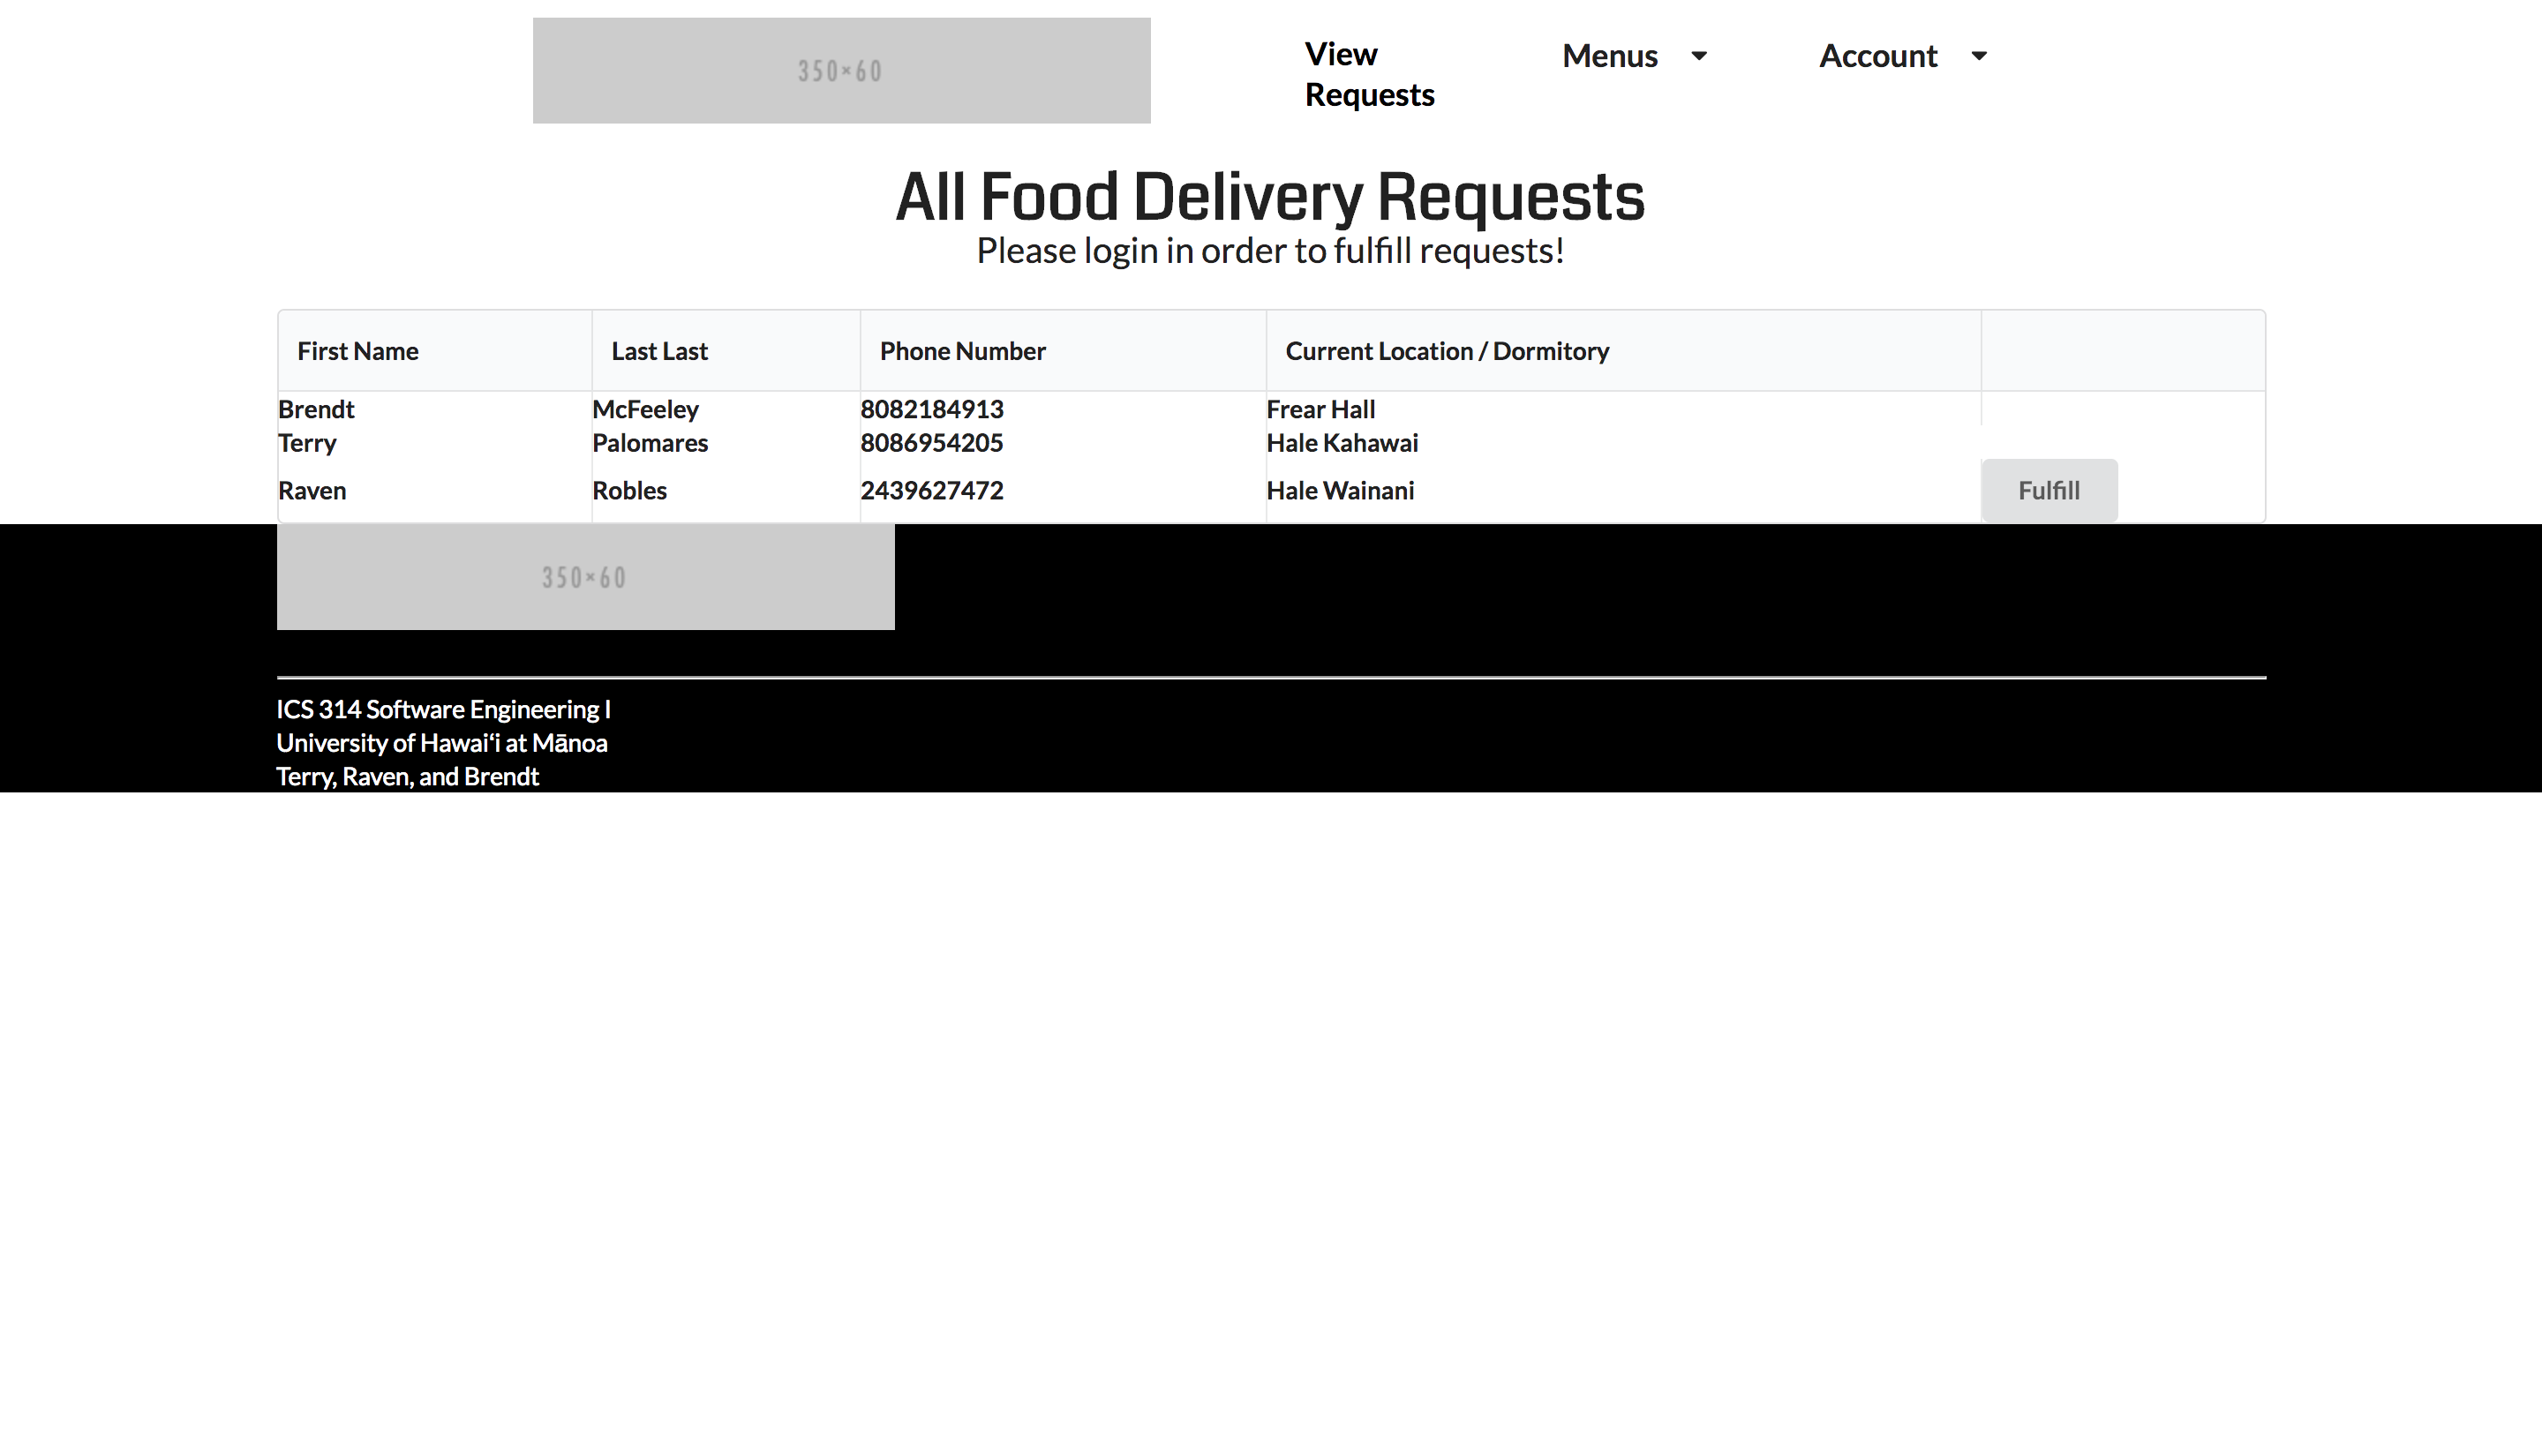 350×60
View
Requests
Menus
Account
All Food Delivery Requests
Please login in order to fulfill requests!
First Name Last Last Phone Number Current Location / Dormitory
Brendt McFeeley 8082184913 Frear Hall
Terry Palomares 8086954205 Hale Kahawai
Raven Robles 2439627472 Hale Wainani Fulfill
350×60
ICS 314 Software Engineering I
University of Hawaiʻi at Mānoa
Terry, Raven, and Brendt